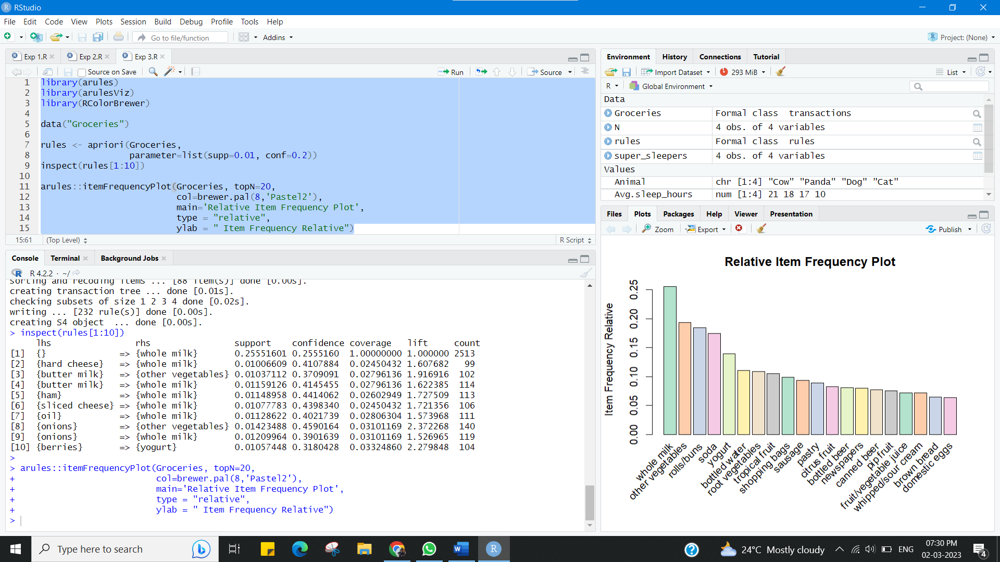 RStudio
File Edit Code View Plots Session Build Debug Profile Tools Help
Go to file/function Addins Project: (None)
Exp 1.R Exp 2.R Exp 3.R
Source on Save Run Source
1 library(arules)
2 library(arulesViz)
3 library(RColorBrewer)
4
5 data("Groceries")
6
7 rules <- apriori(Groceries,
8 parameter=list(supp=0.01, conf=0.2))
9 inspect(rules[1:10])
10
11 arules::itemFrequencyPlot(Groceries, topN=20,
12 col=brewer.pal(8,'Pastel2'),
13 main='Relative Item Frequency Plot',
14 type = "relative",
15 ylab = " Item Frequency Relative")
15:61 (Top Level) R Script
Console Terminal Background Jobs
R 4.2.2 · ~/
sorting and recoding items ... [88 item(s)] done [0.00s].
creating transaction tree ... done [0.01s].
checking subsets of size 1 2 3 4 done [0.02s].
writing ... [232 rule(s)] done [0.00s].
creating S4 object  ... done [0.00s].
> inspect(rules[1:10])
lhs rhs support confidence coverage lift count
[1] {} => {whole milk} 0.25551601 0.2555160 1.00000000 1.000000 2513
[2] {hard cheese} => {whole milk} 0.01006609 0.4107884 0.02450432 1.607682 99
[3] {butter milk} => {other vegetables} 0.01037112 0.3709091 0.02796136 1.916916 102
[4] {butter milk} => {whole milk} 0.01159126 0.4145455 0.02796136 1.622385 114
[5] {ham} => {whole milk} 0.01148958 0.4414062 0.02602949 1.727509 113
[6] {sliced cheese} => {whole milk} 0.01077783 0.4398340 0.02450432 1.721356 106
[7] {oil} => {whole milk} 0.01128622 0.4021739 0.02806304 1.573968 111
[8] {onions} => {other vegetables} 0.01423488 0.4590164 0.03101169 2.372268 140
[9] {onions} => {whole milk} 0.01209964 0.3901639 0.03101169 1.526965 119
[10] {berries} => {yogurt} 0.01057448 0.3180428 0.03324860 2.279848 104
>
> arules::itemFrequencyPlot(Groceries, topN=20,
+ col=brewer.pal(8,'Pastel2'),
+ main='Relative Item Frequency Plot',
+ type = "relative",
+ ylab = " Item Frequency Relative")
>
Environment History Connections Tutorial
Import Dataset 293 MiB List
R Global Environment
Data
Groceries Formal class transactions
N 4 obs. of 4 variables
rules Formal class rules
super_sleepers 4 obs. of 4 variables
Values
Animal chr [1:4] "Cow" "Panda" "Dog" "Cat"
Avg.sleep_hours num [1:4] 21 18 17 10
Files Plots Packages Help Viewer Presentation
Zoom Export Publish
Relative Item Frequency Plot
Item Frequency Relative
0.25
0.20
0.15
0.10
0.05
0.00
whole milk
other vegetables
rolls/buns
soda
yogurt
bottled water
root vegetables
tropical fruit
shopping bags
sausage
pastry
citrus fruit
bottled beer
newspapers
canned beer
pip fruit
fruit/vegetable juice
whipped/sour cream
brown bread
domestic eggs
Type here to search
24°C Mostly cloudy ENG
07:30 PM
02-03-2023
4